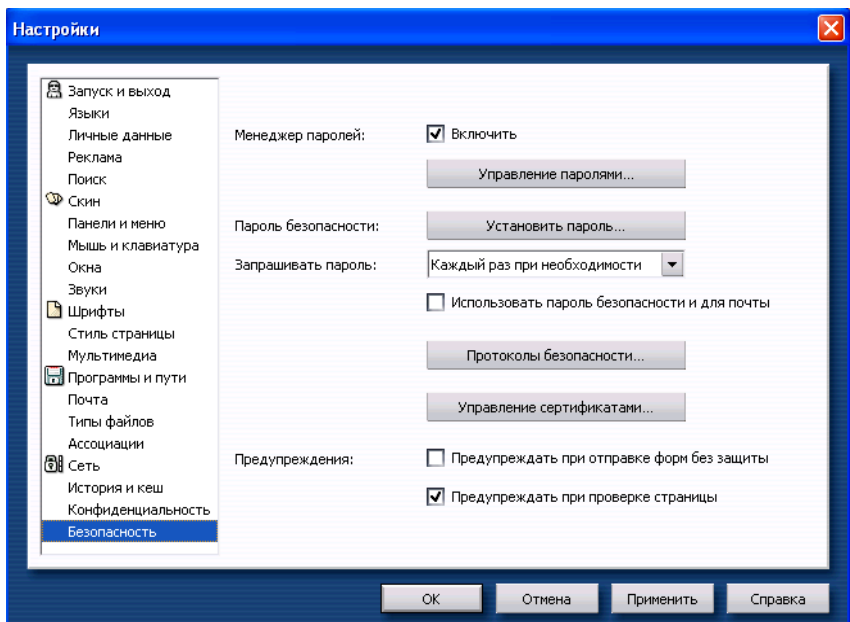 Настройки
Запуск и выход
Языки
Личные данные
Реклама
Поиск
Скин
Панели и меню
Мышь и клавиатура
Окна
Звуки
Шрифты
Стиль страницы
Мультимедиа
Программы и пути
Почта
Типы файлов
Ассоциации
Сеть
История и кеш
Конфиденциальность
Безопасность
Менеджер паролей: Включить
Управление паролями...
Пароль безопасности: Установить пароль...
Запрашивать пароль: Каждый раз при необходимости
Использовать пароль безопасности и для почты
Протоколы безопасности...
Управление сертификатами...
Предупреждения: Предупреждать при отправке форм без защиты
Предупреждать при проверке страницы
OK Отмена Применить Справка